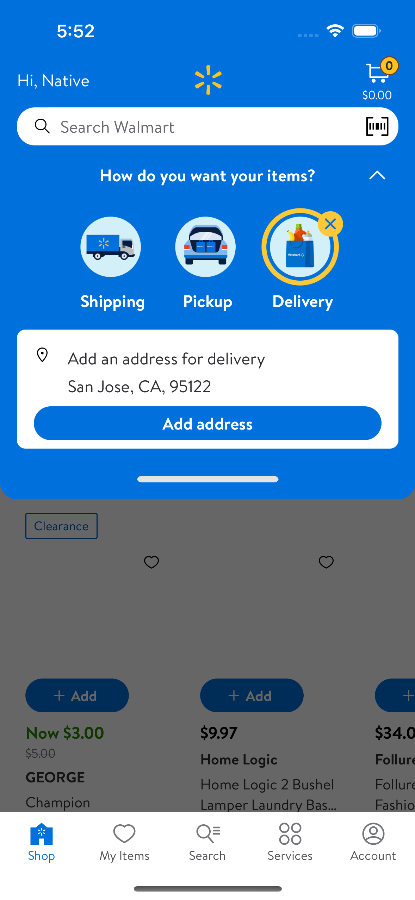 5:52
Hi, Native
0
$0.00
Search Walmart
How do you want your items?
Shipping
Pickup
Delivery
Add an address for delivery
San Jose, CA, 95122
Add address
Clearance
+ Add
+ Add
+
Now $3.00
$9.97
$34.0
$5.00
Home Logic
Follure
GEORGE
Home Logic 2 Bushel
Follure
Champion
Lamper Laundry Bas...
Fashio
Shop
My Items
Search
Services
Account